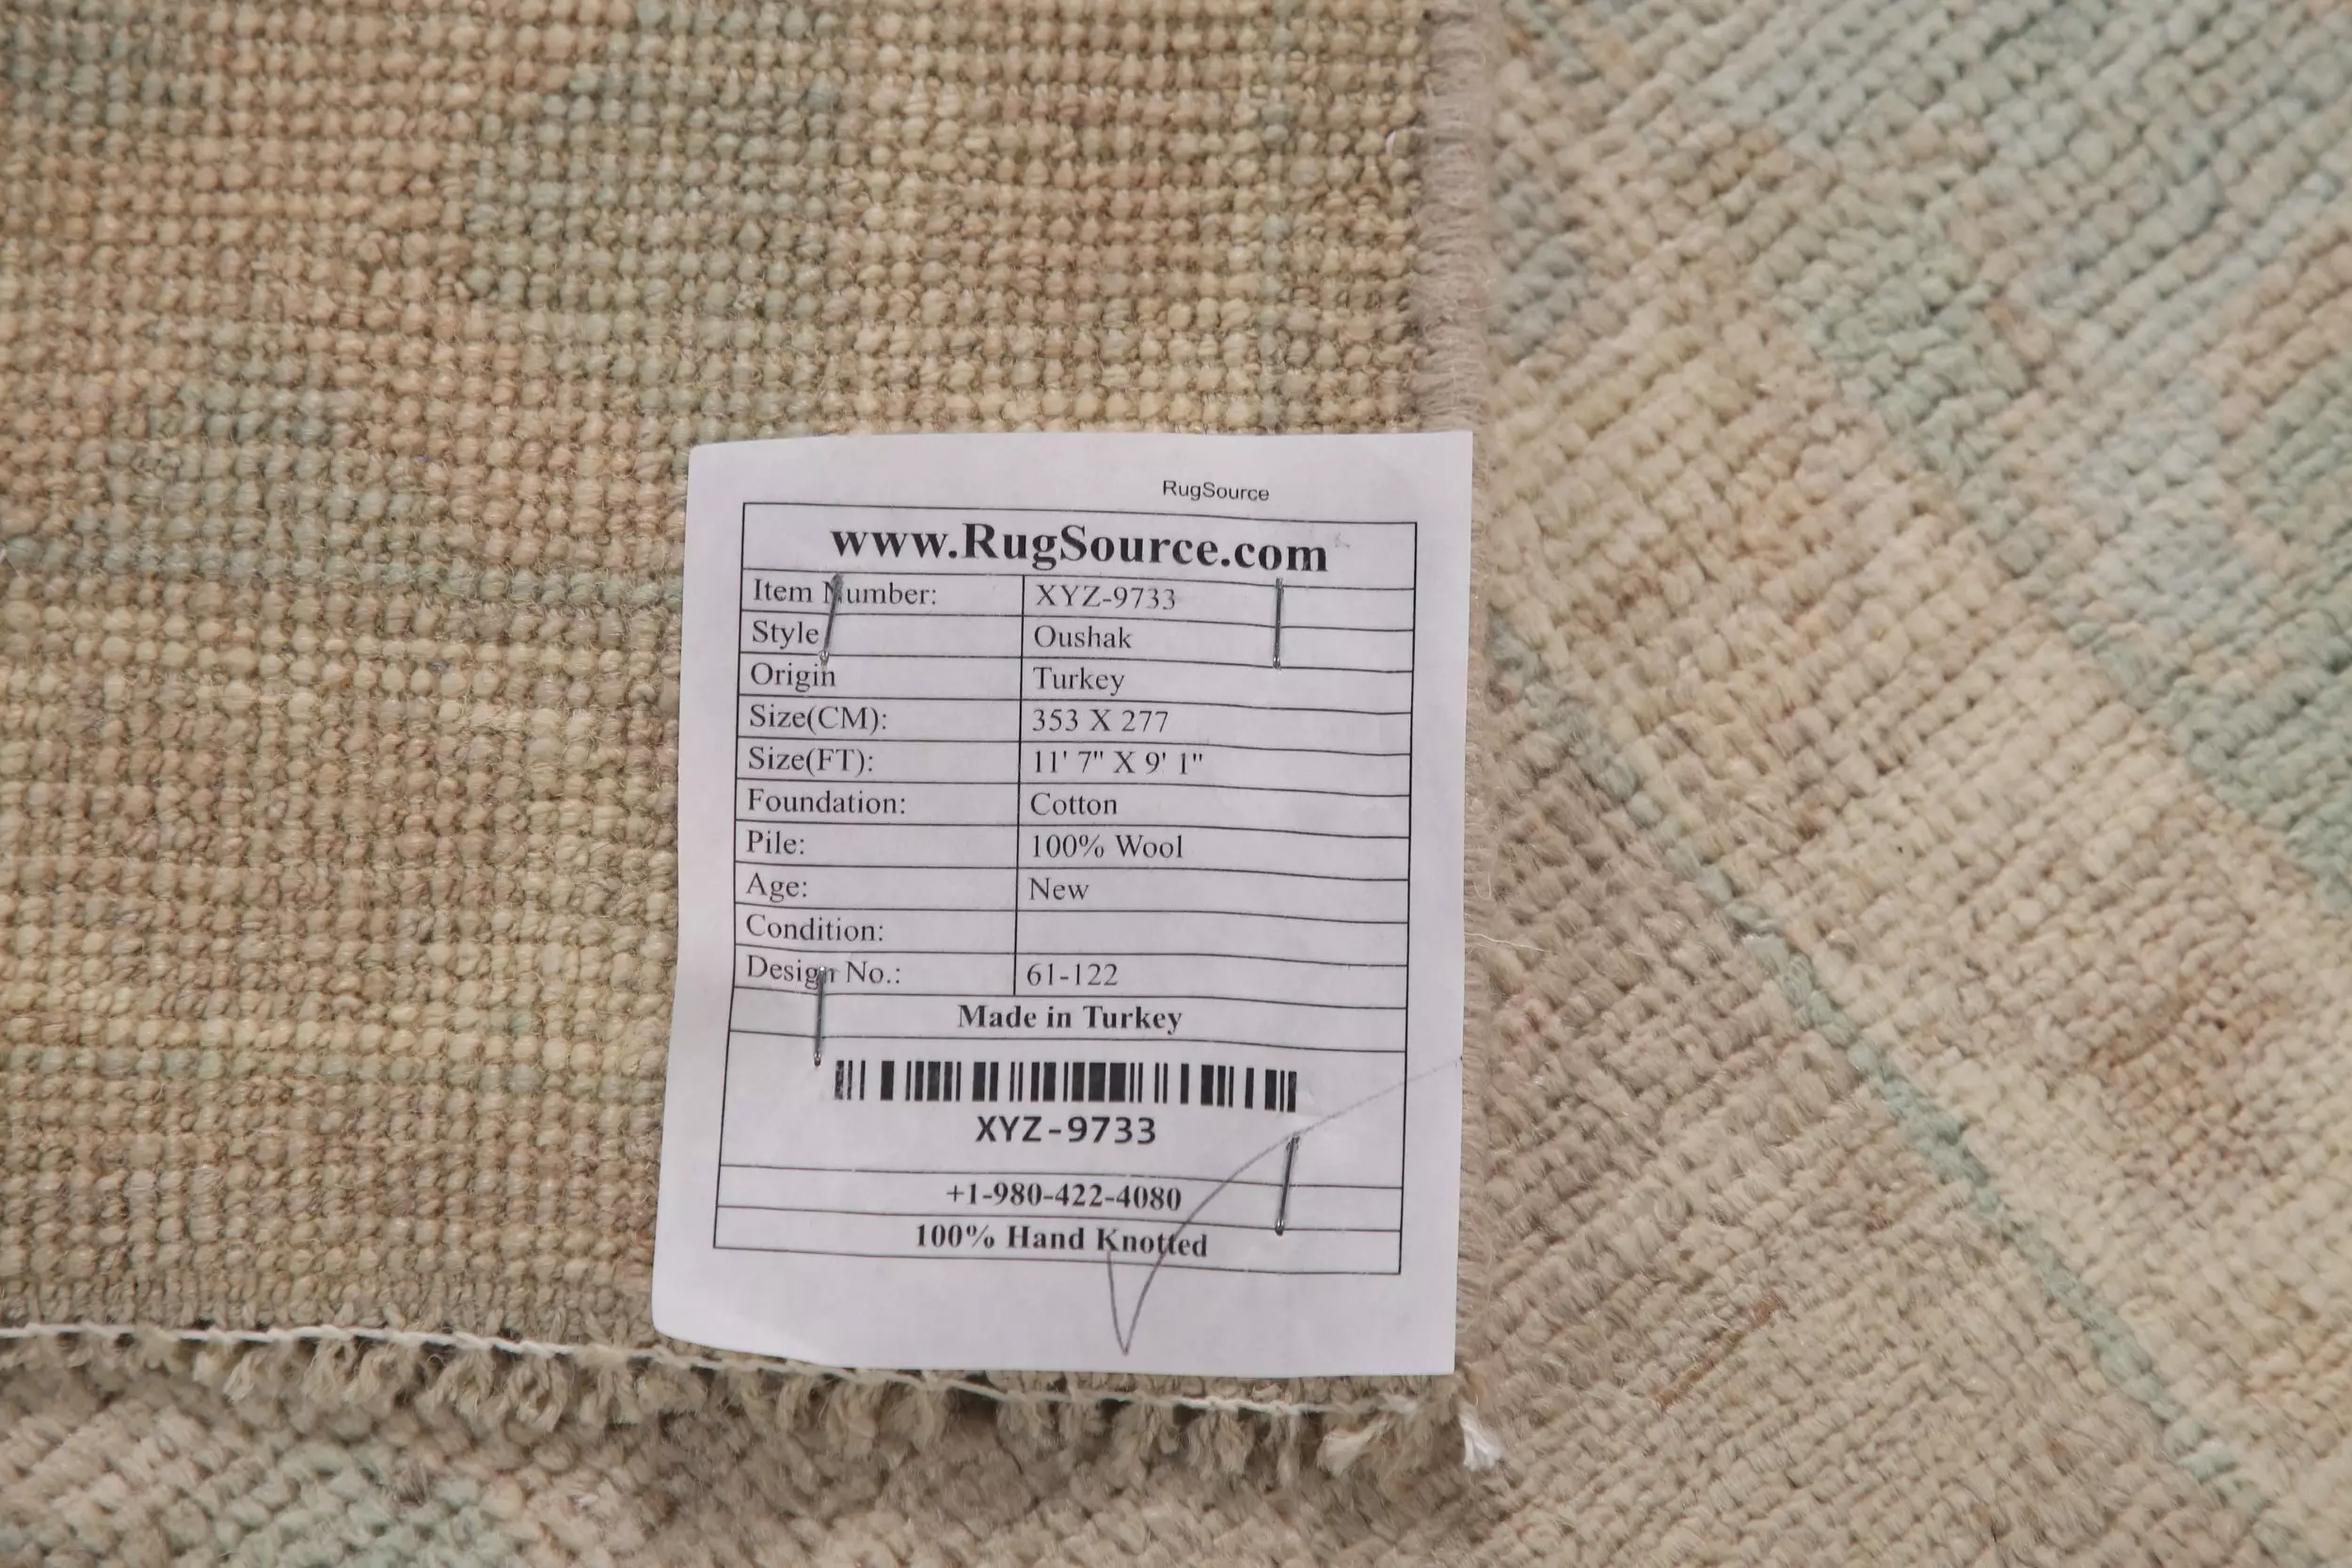 RugSource
www.RugSource.com
Item Number: XYZ-9733
Style Oushak
Origin Turkey
Size(CM): 353 X 277
Size(FT): 11' 7" X 9' 1"
Foundation: Cotton
Pile: 100% Wool
Age: New
Condition:
Design No.: 61-122
Made in Turkey
XYZ-9733
+1-980-422-4080
100% Hand Knotted